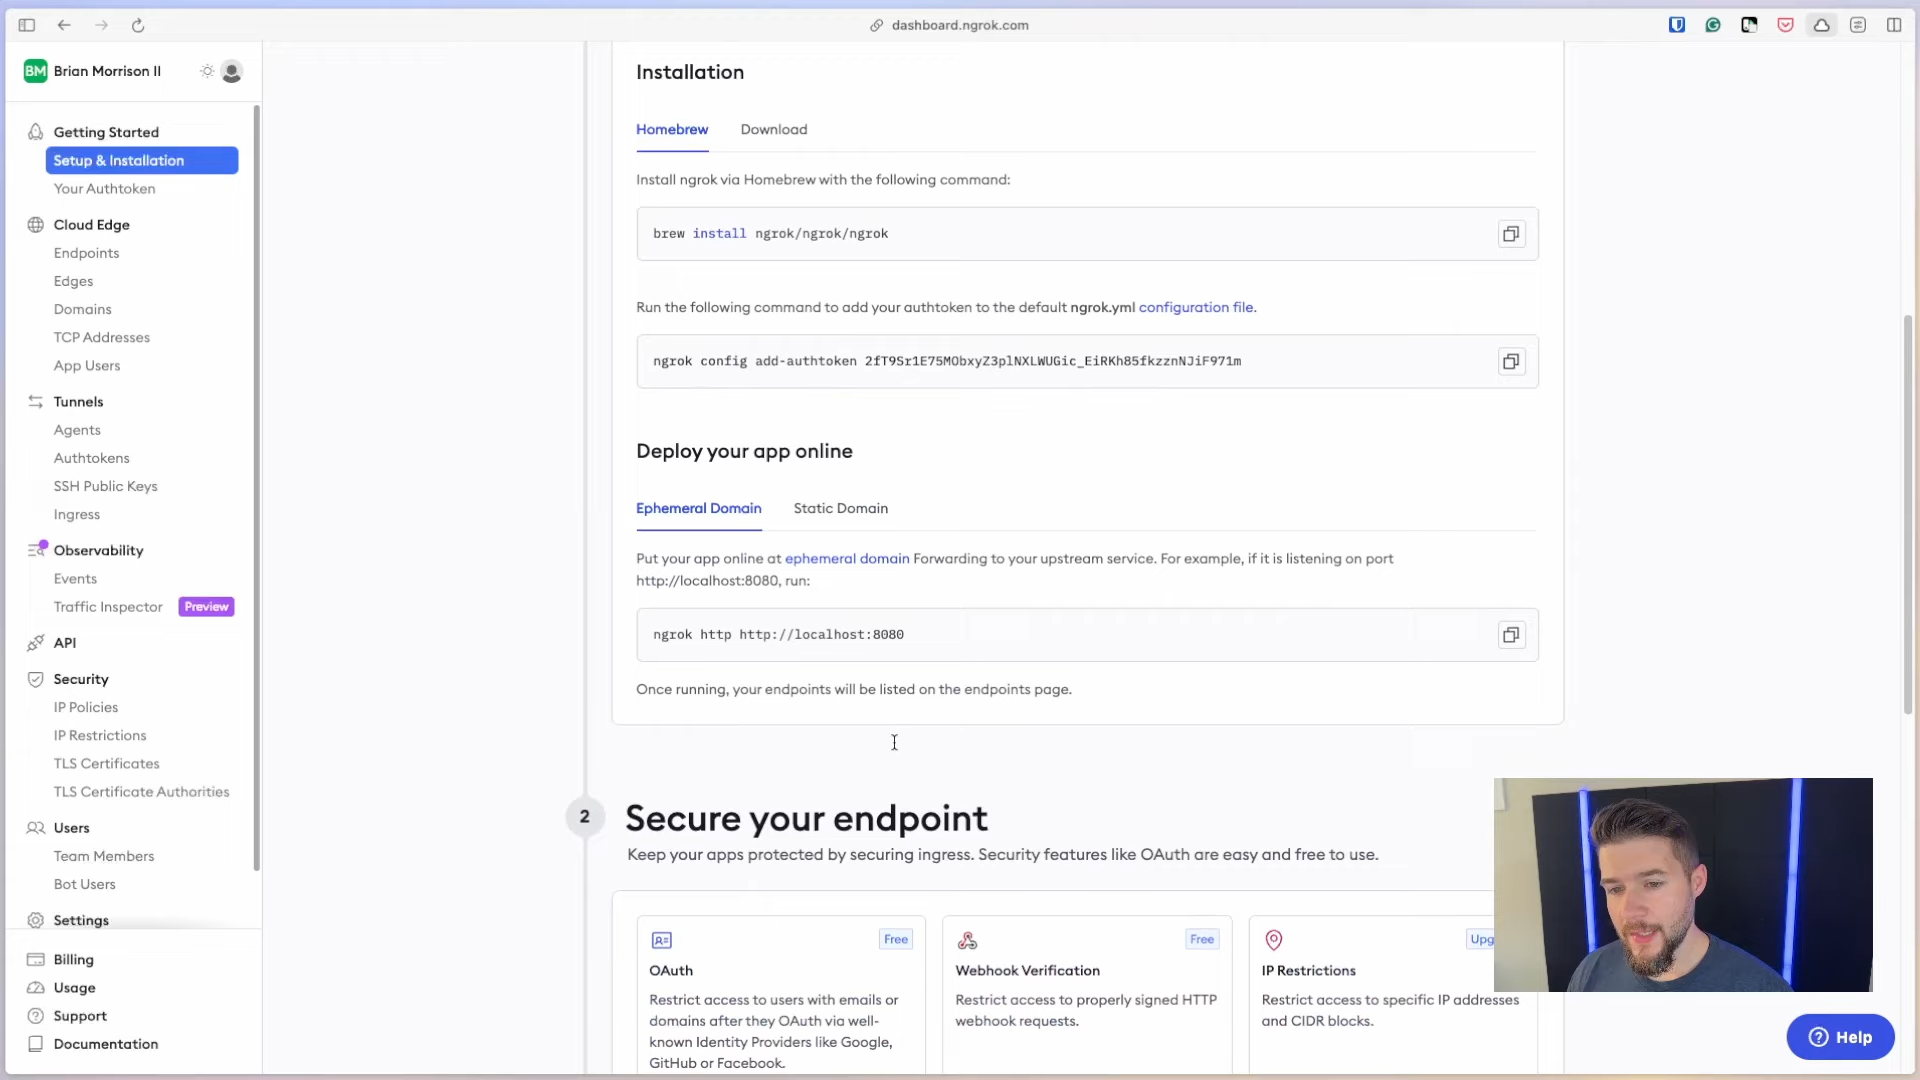 dashboard.ngrok.com
BM Brian Morrison II
Getting Started
Setup & Installation
Your Authtoken
Cloud Edge
Endpoints
Edges
Domains
TCP Addresses
App Users
Tunnels
Agents
Authtokens
SSH Public Keys
Ingress
Observability
Events
Traffic Inspector Preview
API
Security
IP Policies
IP Restrictions
TLS Certificates
TLS Certificate Authorities
Users
Team Members
Bot Users
Settings
Billing
Usage
Support
Documentation
Installation
Homebrew Download
Install ngrok via Homebrew with the following command:
brew install ngrok/ngrok/ngrok
Run the following command to add your authtoken to the default ngrok.yml configuration file.
ngrok config add-authtoken 2fT9Sr1E75MObxyZ3plNXLWUGic_EiRKh85fkzznNJiF971m
Deploy your app online
Ephemeral Domain Static Domain
Put your app online at ephemeral domain Forwarding to your upstream service. For example, if it is listening on port
http://localhost:8080, run:
ngrok http http://localhost:8080
Once running, your endpoints will be listed on the endpoints page.
2 Secure your endpoint
Keep your apps protected by securing ingress. Security features like OAuth are easy and free to use.
Free
OAuth
Restrict access to users with emails or
domains after they OAuth via well-
known Identity Providers like Google,
GitHub or Facebook.
Free
Webhook Verification
Restrict access to properly signed HTTP
webhook requests.
Upg
IP Restrictions
Restrict access to specific IP addresses
and CIDR blocks.
Help